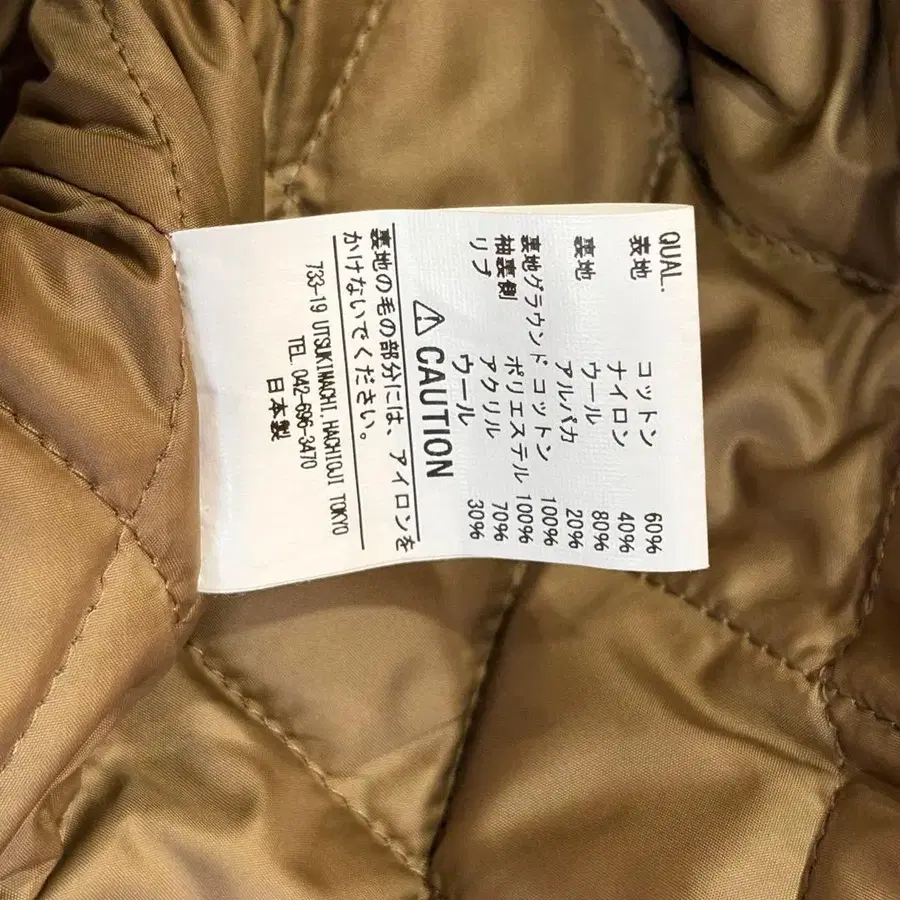 QUAL.
表地 コットン 60%
ナイロン 40%
裏地 ウール 80%
アルパカ 20%
裏地グラウンド コットン 100%
袖裏側 ポリエステル 100%
リブ アクリル 70%
ウール 30%
⚠CAUTION
裏地の毛の部分には、アイロンを
かけないでください。
733-19 UTSUKIMACHI. HACHIOJI TOKYO
TEL 042-696-3470
日本製